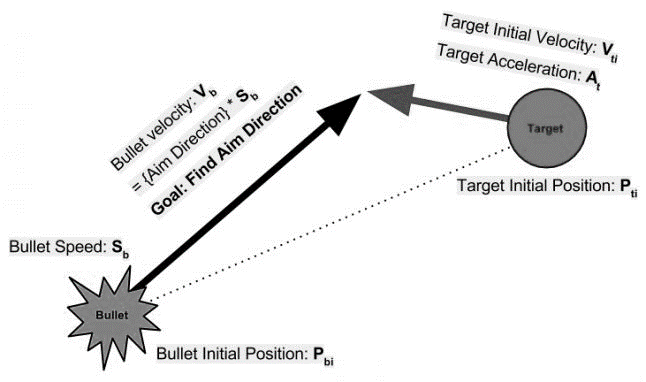 Target Initial Velocity: Vti
Target Acceleration: At
Bullet velocity: Vb
= {Aim Direction} * Sb
Goal: Find Aim Direction
Target
Target Initial Position: Pti
Bullet Speed: Sb
Bullet
Bullet Initial Position: Pbi